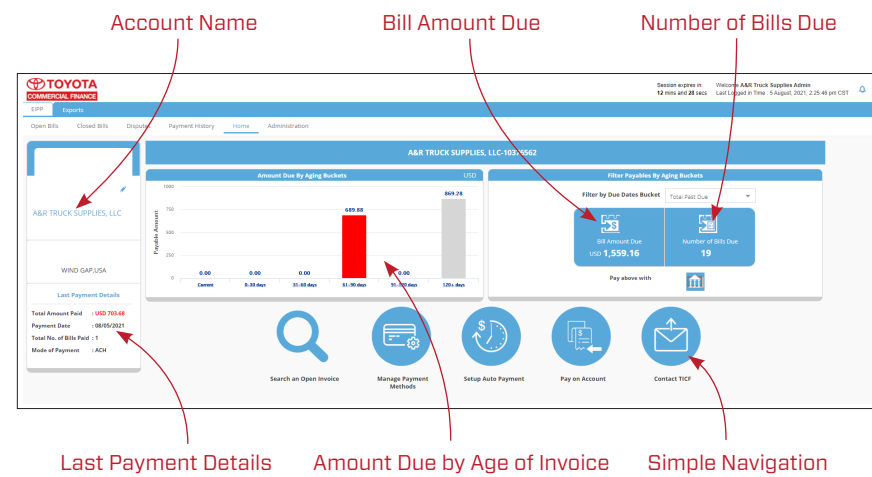 Account Name
Bill Amount Due
Number of Bills Due
TOYOTA
COMMERCIAL FINANCE
Session expires in:
12 mins and 28 secs
Welcome A&R Truck Supplies Admin
Last Logged in Time : 5 August, 2021, 2:25:46 pm CST
EIPP
Exports
Open Bills
Closed Bills
Disputes
Payment History
Home
Administration
A&R TRUCK SUPPLIES, LLC
WIND GAP,USA
Last Payment Details
Total Amount Paid : USD 703.68
Payment Date : 08/05/2021
Total No. of Bills Paid : 1
Mode of Payment : ACH
A&R TRUCK SUPPLIES, LLC-10376562
Amount Due By Aging Buckets
USD
Payable Amount
1000
750
500
250
0
0.00
0.00
0.00
689.88
0.00
869.28
Current
0-30 days
31-60 days
61-90 days
91-120 days
120+ days
Filter Payables By Aging Buckets
Filter by Due Dates Bucket
Total Past Due
Bill Amount Due
USD 1,559.16
Number of Bills Due
19
Pay above with
Search an Open Invoice
Manage Payment
Methods
Setup Auto Payment
Pay on Account
Contact TICF
Last Payment Details
Amount Due by Age of Invoice
Simple Navigation